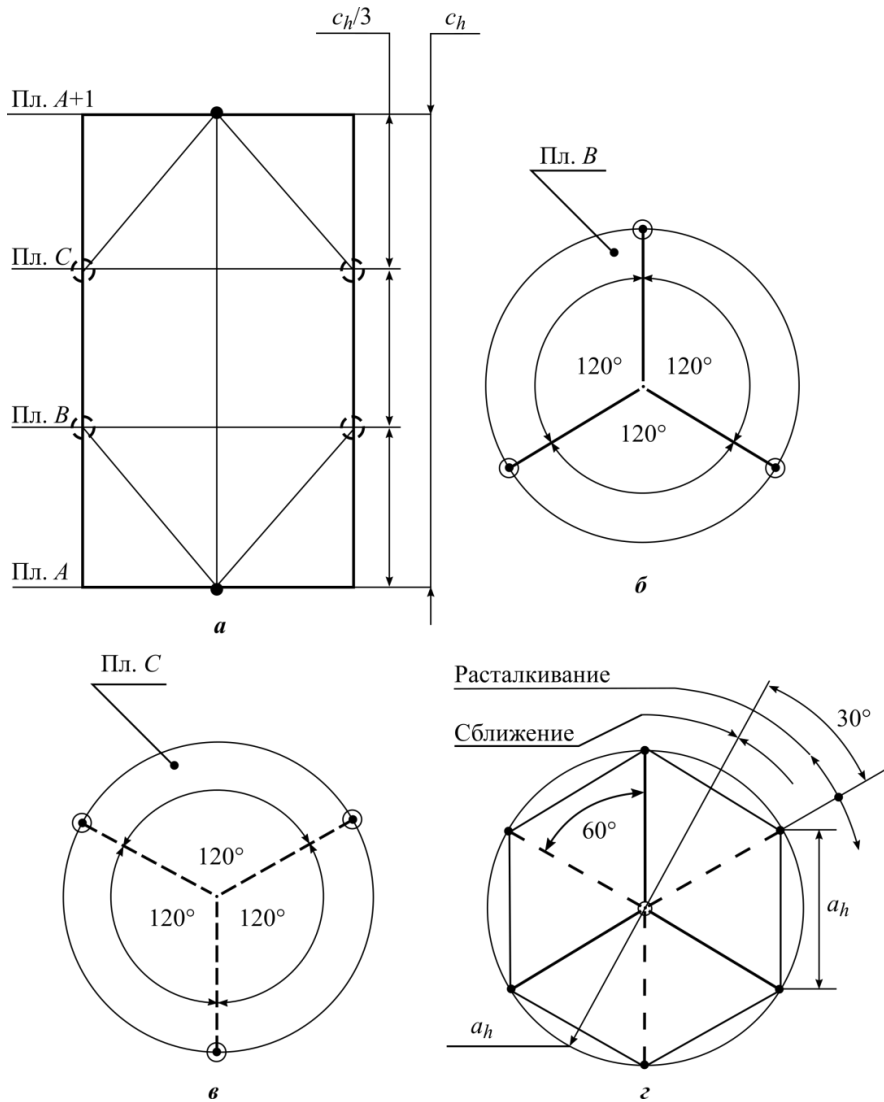 c_h/3
c_h
Пл. A+1
Пл. C
Пл. B
Пл. A
а
Пл. B
120°
120°
120°
б
Пл. C
120°
120°
120°
в
Расталкивание
Сближение
30°
60°
a_h
a_h
г